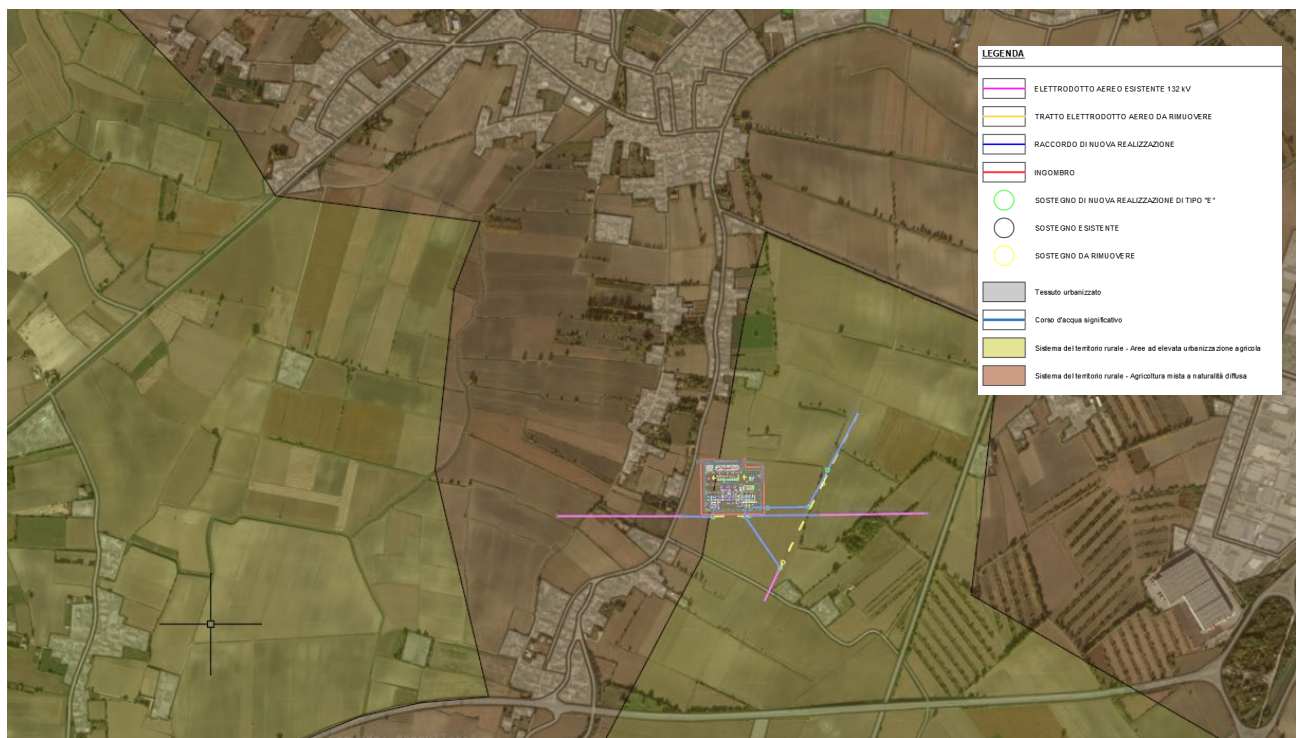 LEGENDA
ELETTRODOTTO AEREO ESISTENTE 132 kV
TRATTO ELETTRODOTTO AEREO DA RIMUOVERE
RACCORDO DI NUOVA REALIZZAZIONE
INGOMBRO
SOSTEGNO DI NUOVA REALIZZAZIONE DI TIPO "E"
SOSTEGNO ESISTENTE
SOSTEGNO DA RIMUOVERE
Tessuto urbanizzato
Corso d'acqua significativo
Sistema del territorio rurale - Aree ad elevata urbanizzazione agricola
Sistema del territorio rurale - Agricoltura mista a naturalità diffusa